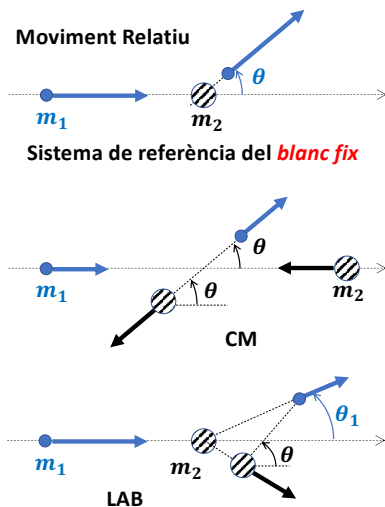 Moviment Relatiu
θ
m₁
m₂
Sistema de referència del blanc fix
θ
m₁
θ
m₂
CM
θ₁
m₁
m₂
θ
LAB